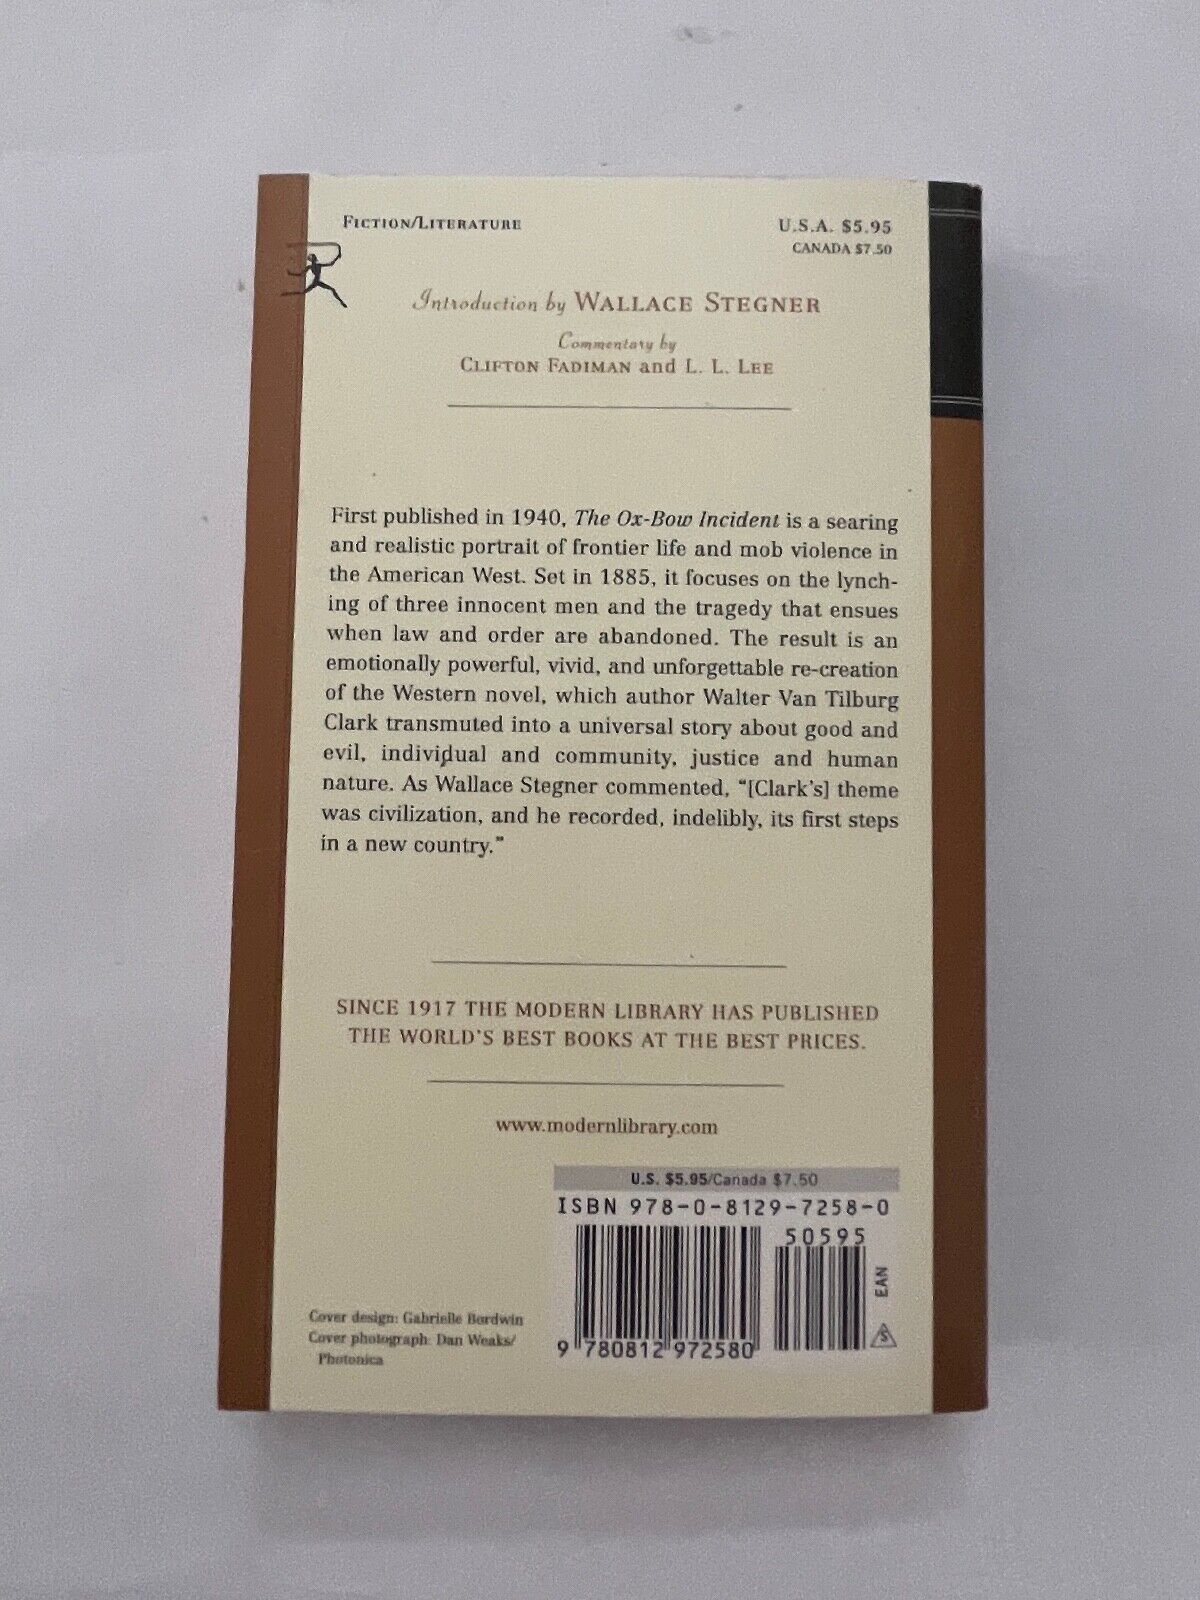 FICTION/LITERATURE
U.S.A. $5.95
CANADA $7.50
Introduction by WALLACE STEGNER
Commentary by
CLIFTON FADIMAN and L. L. LEE
First published in 1940, The Ox-Bow Incident is a searing
and realistic portrait of frontier life and mob violence in
the American West. Set in 1885, it focuses on the lynch-
ing of three innocent men and the tragedy that ensues
when law and order are abandoned. The result is an
emotionally powerful, vivid, and unforgettable re-creation
of the Western novel, which author Walter Van Tilburg
Clark transmuted into a universal story about good and
evil, individual and community, justice and human
nature. As Wallace Stegner commented, “[Clark's] theme
was civilization, and he recorded, indelibly, its first steps
in a new country.”
SINCE 1917 THE MODERN LIBRARY HAS PUBLISHED
THE WORLD'S BEST BOOKS AT THE BEST PRICES.
www.modernlibrary.com
U.S. $5.95/Canada $7.50
ISBN 978-0-8129-7258-0
50595
EAN
S
9 780812 972580
Cover design: Gabrielle Bordwin
Cover photograph: Dan Weaks/
Photonica